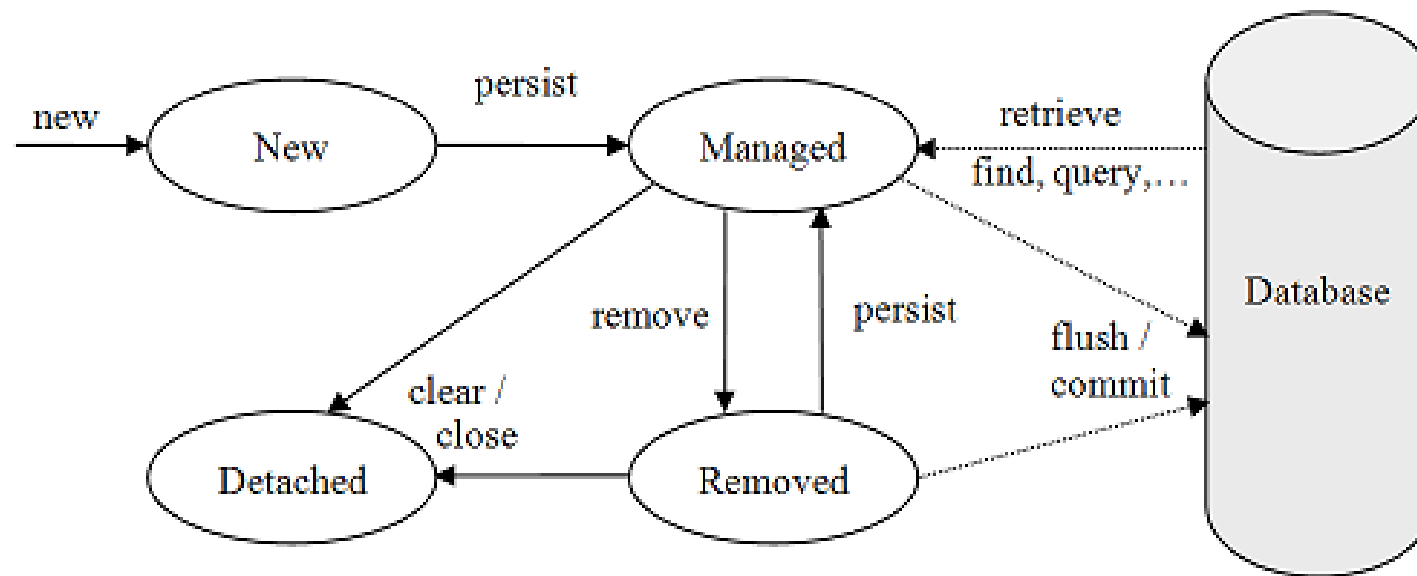 new
New
persist
Managed
retrieve
find, query,…
Database
remove
persist
flush /
commit
clear /
close
Detached
Removed